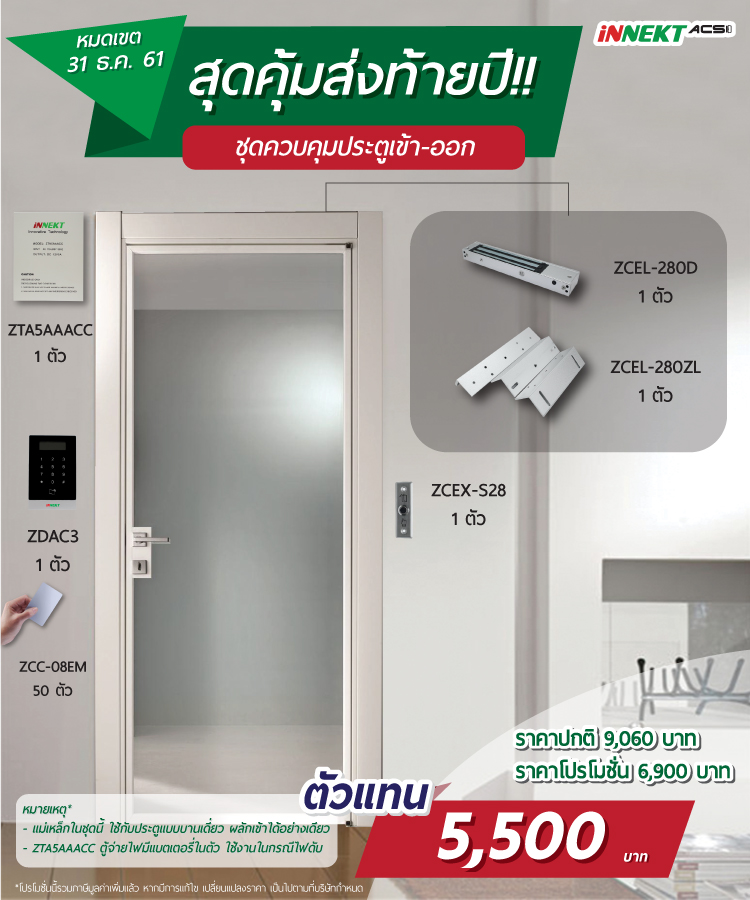 หมดเขต
31 ธ.ค. 61
สุดคุ้มส่งท้ายปี!!
ชุดควบคุมประตูเข้า-ออก
iNNEKT ACSM
iNNEKT
Innovative Technology
ZTA5AAACC
1 ตัว
ZCEL-280D
1 ตัว
ZCEL-280ZL
1 ตัว
iNNEKT
ZDAC3
1 ตัว
ZCEX-S28
1 ตัว
ZCC-08EM
50 ตัว
ราคาปกติ 9,060 บาท
ราคาโปรโมชั่น 6,900 บาท
ตัวแทน
5,500 บาท
หมายเหตุ*
- แม่เหล็กในชุดนี้ ใช้กับประตูแบบบานเดี่ยว ผลักเข้าได้อย่างเดียว
- ZTA5AAACC ตู้จ่ายไฟมีแบตเตอรี่ในตัว ใช้งานในกรณีไฟดับ
*โปรโมชั่นนี้รวมภาษีมูลค่าเพิ่มแล้ว หากมีการแก้ไข เปลี่ยนแปลงราคา เป็นไปตามที่บริษัทกำหนด